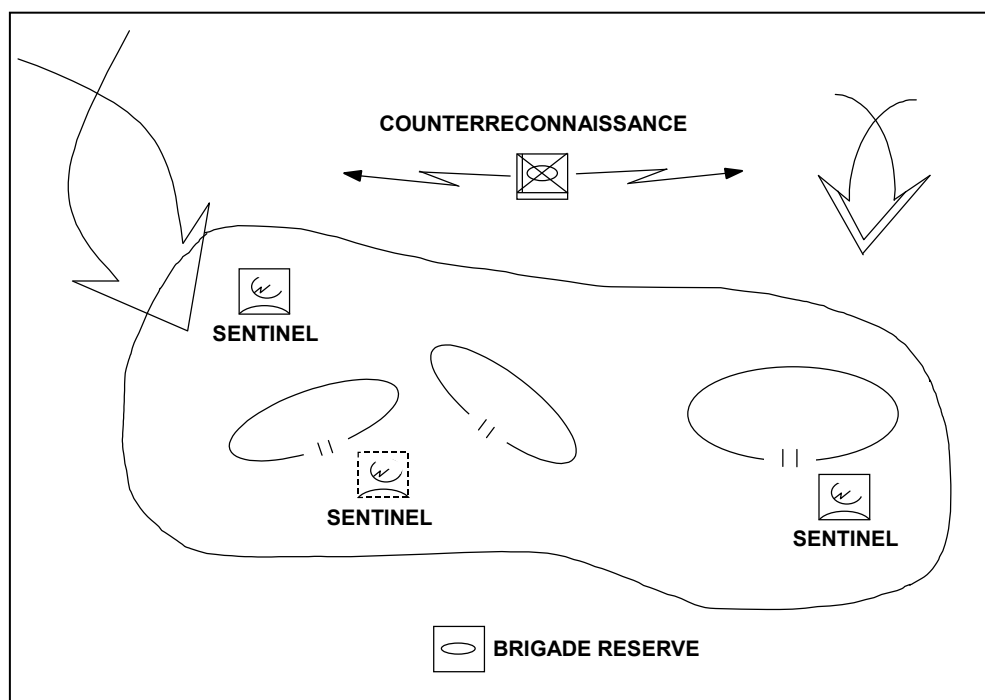 COUNTERRECONNAISSANCE
SENTINEL
SENTINEL
SENTINEL
BRIGADE RESERVE